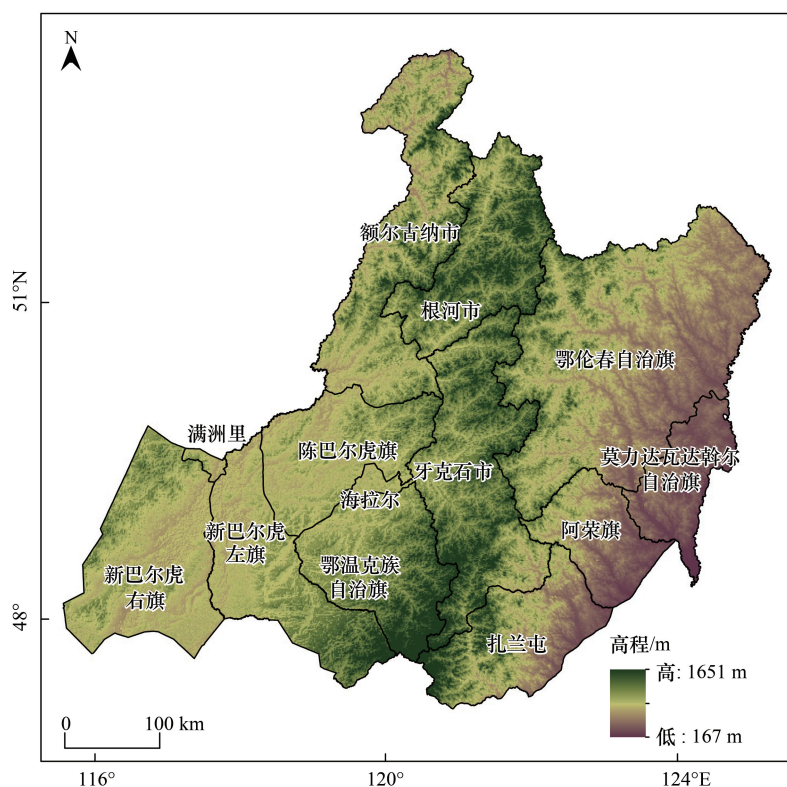 N
额尔古纳市
51°N
根河市
鄂伦春自治旗
满洲里
陈巴尔虎旗
莫力达瓦达斡尔
自治旗
牙克石市
海拉尔
新巴尔虎
左旗
阿荣旗
鄂温克族
自治旗
新巴尔虎
右旗
48°
扎兰屯
高程/m
高: 1651 m
低 : 167 m
0 100 km
116°
120°
124°E